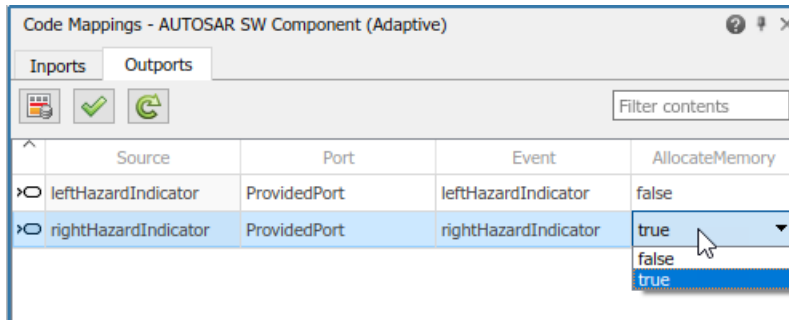 Code Mappings - AUTOSAR SW Component (Adaptive)
Inports Outports
Filter contents
Source Port Event AllocateMemory
leftHazardIndicator ProvidedPort leftHazardIndicator false
rightHazardIndicator ProvidedPort rightHazardIndicator true
false
true